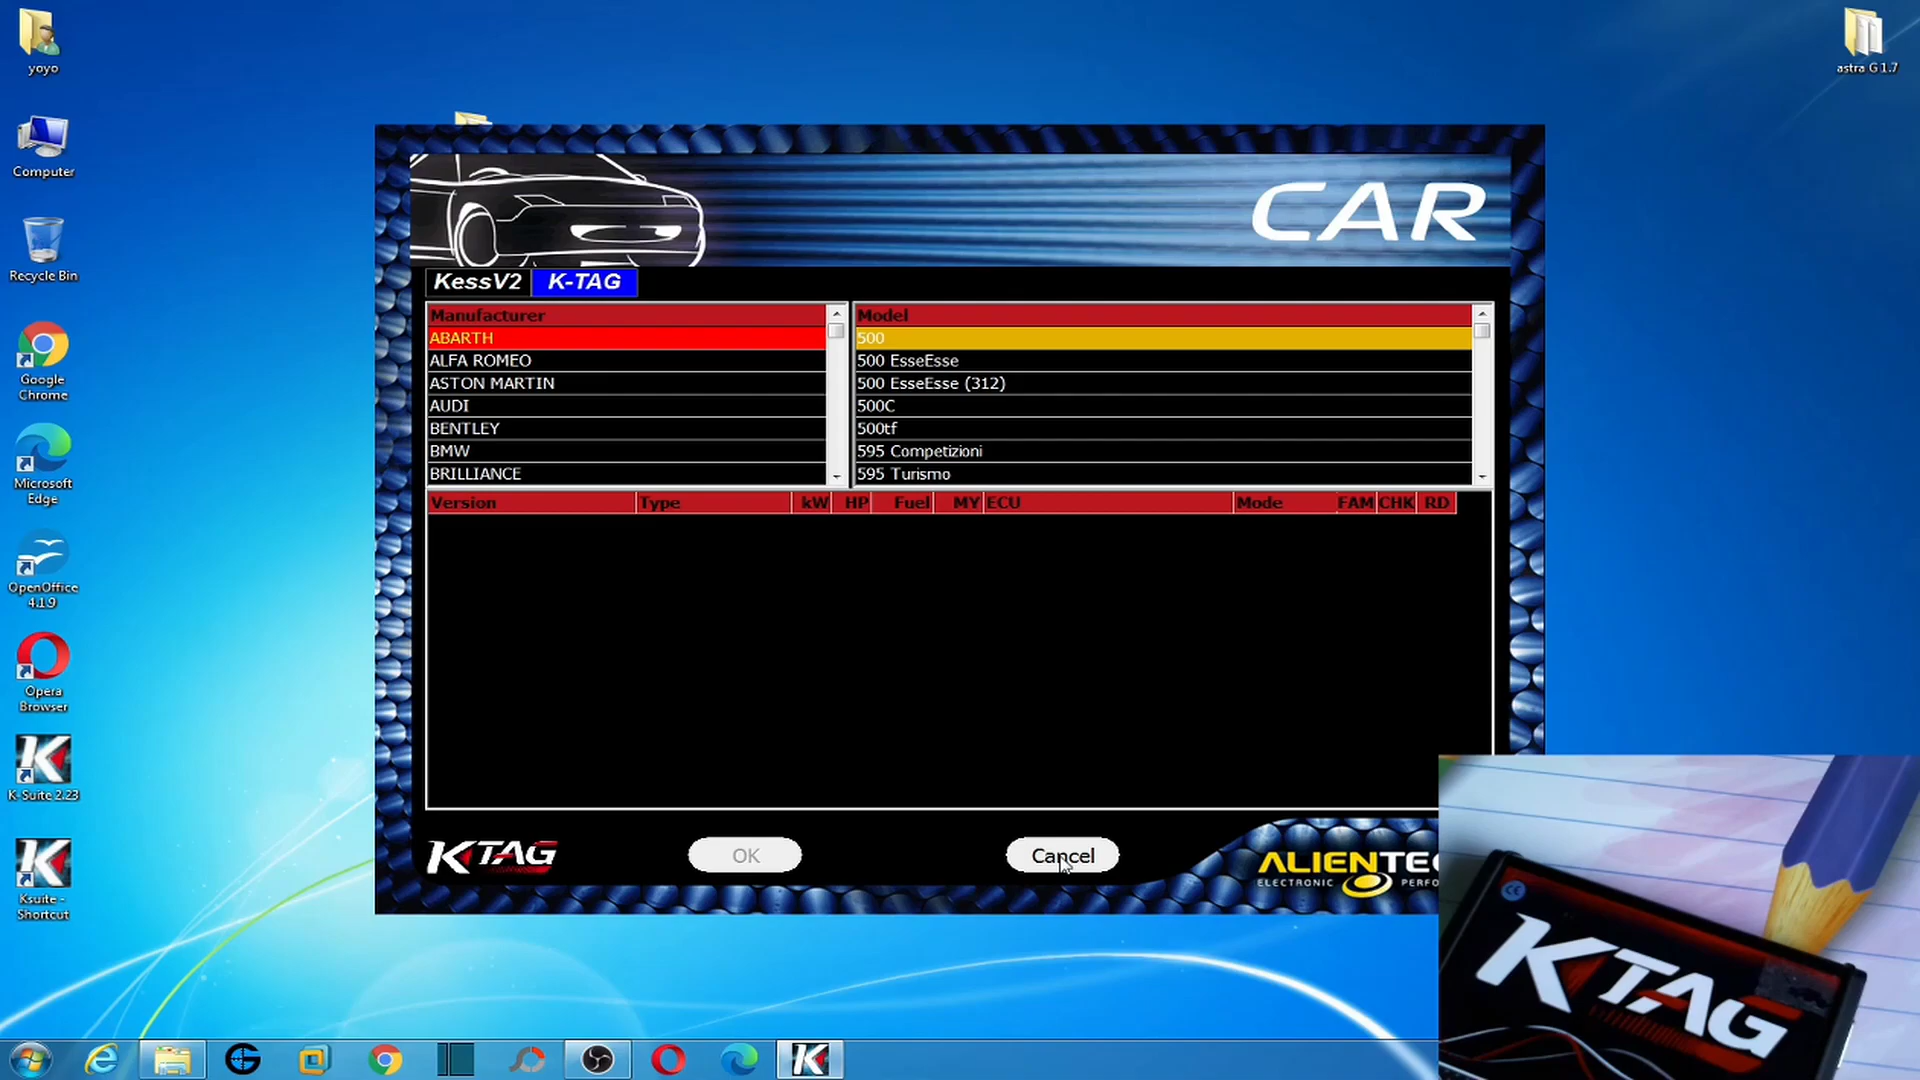 yoyo
Computer
Recycle Bin
Google
Chrome
Microsoft
Edge
OpenOffice
4.1.9
Opera
Browser
K-Suite 2.23
Ksuite -
Shortcut
astra G 1.7
CAR
KessV2 K-TAG
Manufacturer
ABARTH
ALFA ROMEO
ASTON MARTIN
AUDI
BENTLEY
BMW
BRILLIANCE
Model
500
500 EsseEsse
500 EsseEsse (312)
500C
500tf
595 Competizioni
595 Turismo
Version Type kW HP Fuel MY ECU Mode FAM CHK RD
KTAG
OK
Cancel
ALIENTEC
ELECTRONIC PERFO
CE
KTAG